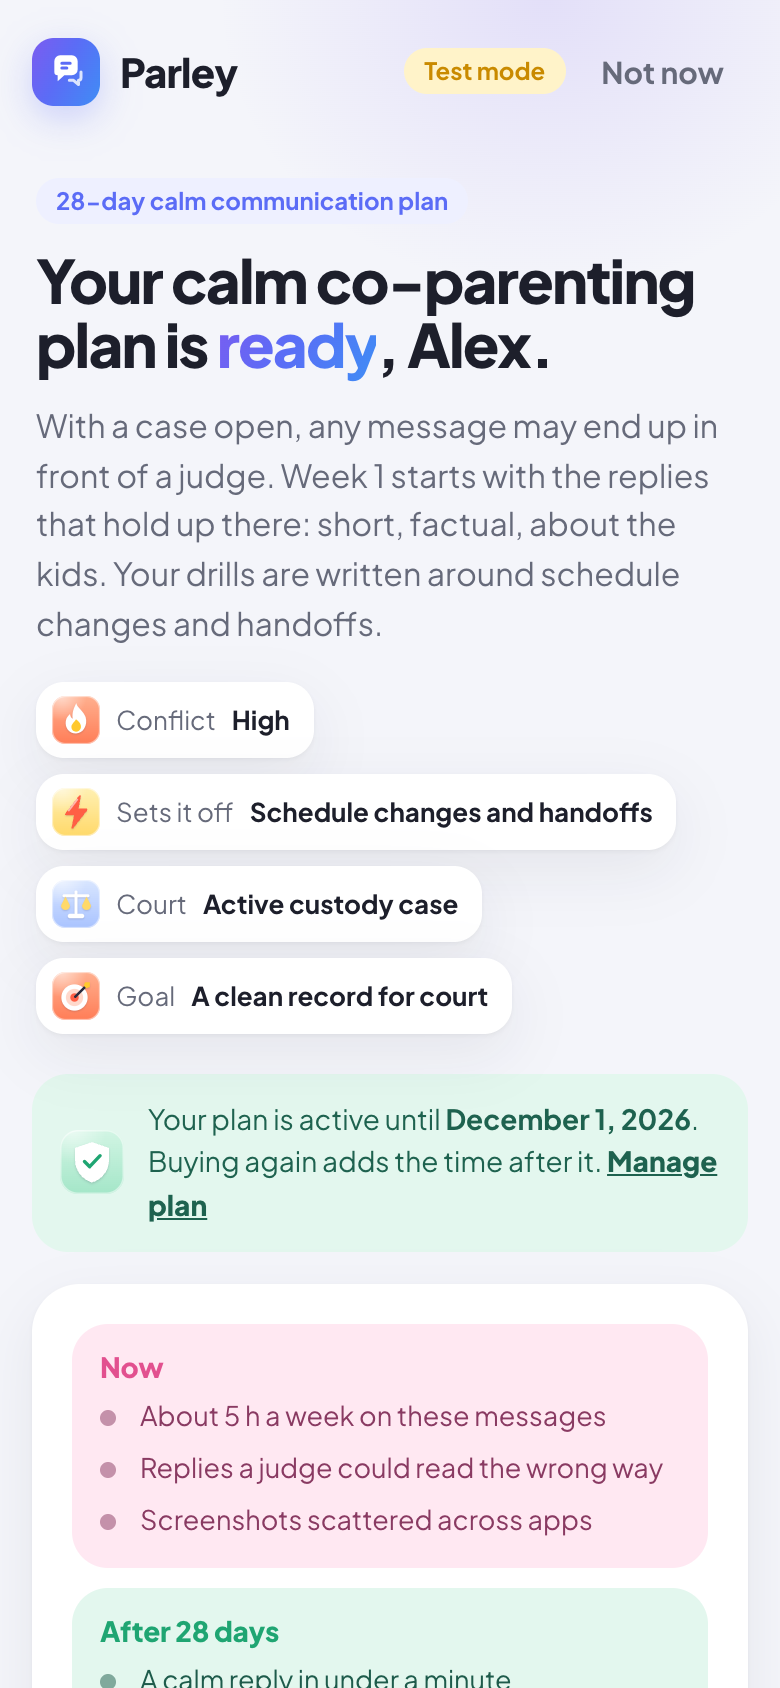 Parley
Test mode
Not now
28-day calm communication plan
Your calm co-parenting
plan is ready, Alex.
With a case open, any message may end up in
front of a judge. Week 1 starts with the replies
that hold up there: short, factual, about the
kids. Your drills are written around schedule
changes and handoffs.
Conflict High
Sets it off Schedule changes and handoffs
Court Active custody case
Goal A clean record for court
Your plan is active until December 1, 2026.
Buying again adds the time after it. Manage
plan
Now
About 5 h a week on these messages
Replies a judge could read the wrong way
Screenshots scattered across apps
After 28 days
A calm reply in under a minute